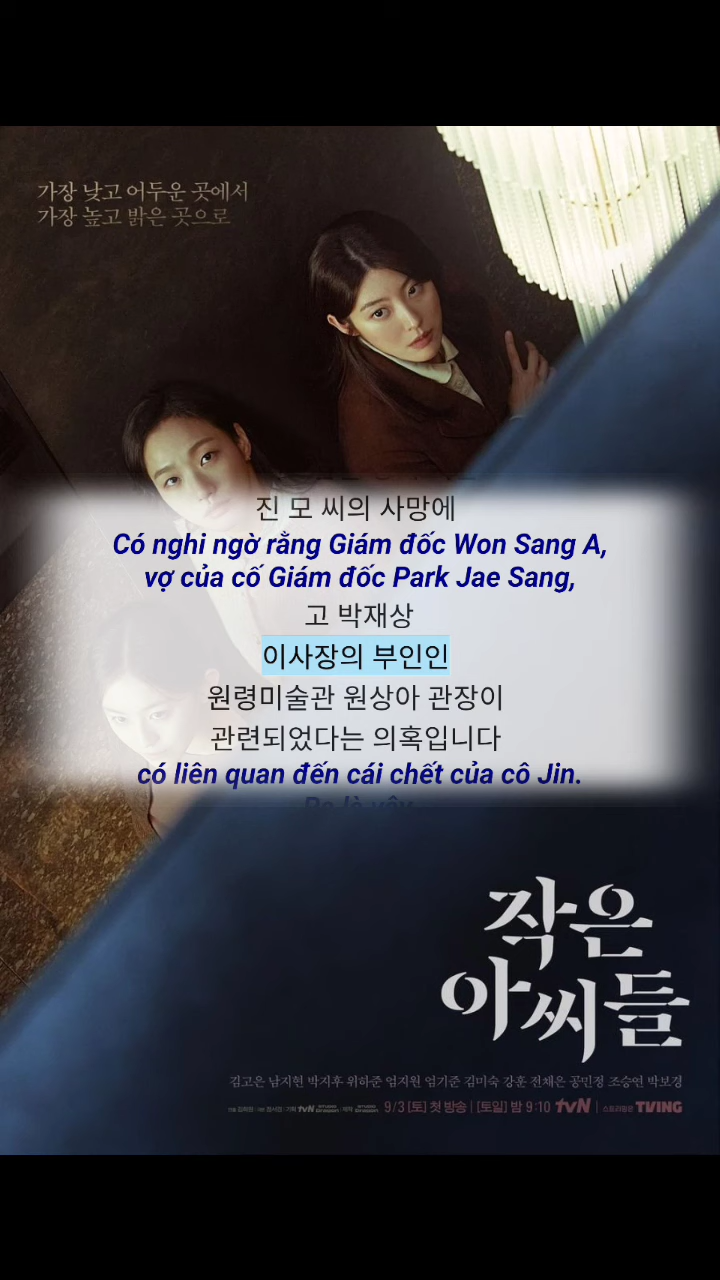 가장 낮고 어두운 곳에서
가장 높고 밝은 곳으로
진 모 씨의 사망에
Có nghi ngờ rằng Giám đốc Won Sang A,
vợ của cố Giám đốc Park Jae Sang,
고 박재상
이사장의 부인인
원령미술관 원상아 관장이
관련되었다는 의혹입니다
có liên quan đến cái chết của cô Jin.
작은
아씨들
김고은 남지현 박지후 위하준 엄지원 엄기준 김미숙 강훈 전채은 공민정 조승연 박보경
9/3 [토] 첫 방송 | [토일] 밤 9:10 tvN | 스트리밍은 TVING